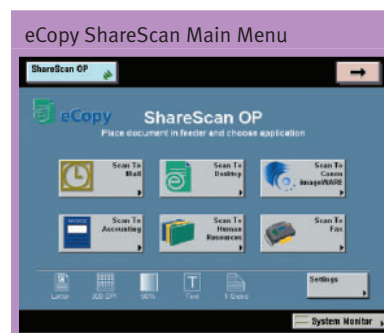 eCopy ShareScan Main Menu
ShareScan OP
eCopy ShareScan OP
Place document in feeder and choose application
Scan To
Mail
Scan To
Desktop
Scan To
Canon
imageWARE
INVOICE
Scan To
Accounting
Scan To
Human
Resources
Scan To
Fax
Letter
300 DPI
50%
T
Text
1 Sided
Settings
System Monitor